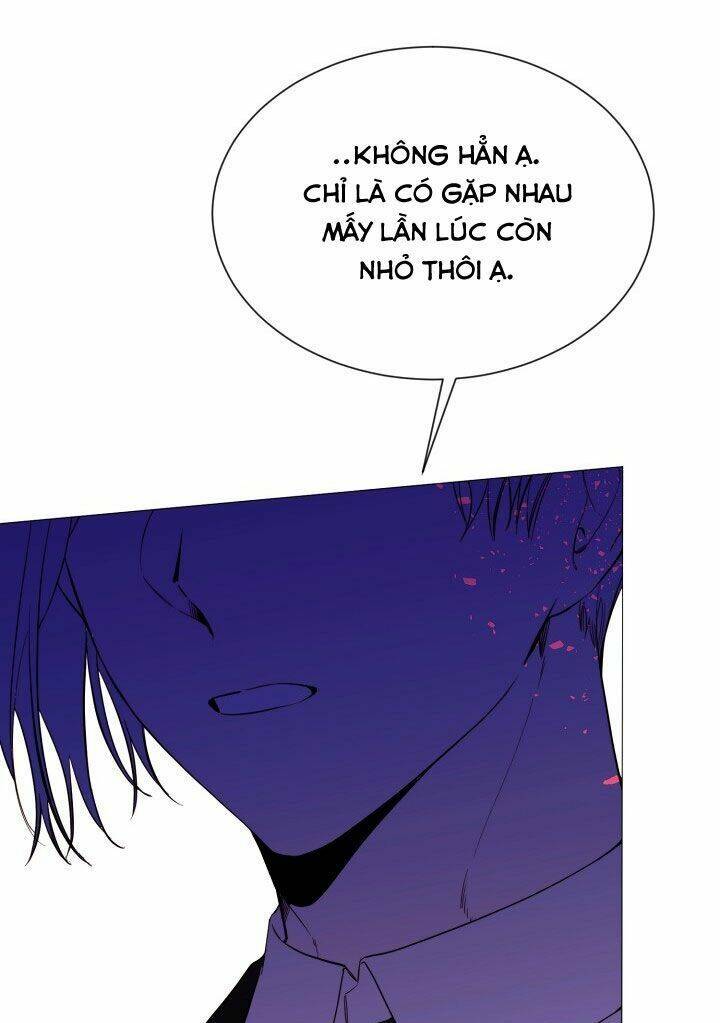 ..KHÔNG HẲN Ạ.
CHỈ LÀ CÓ GẶP NHAU
MẤY LẦN LÚC CÒN
NHỎ THÔI Ạ.